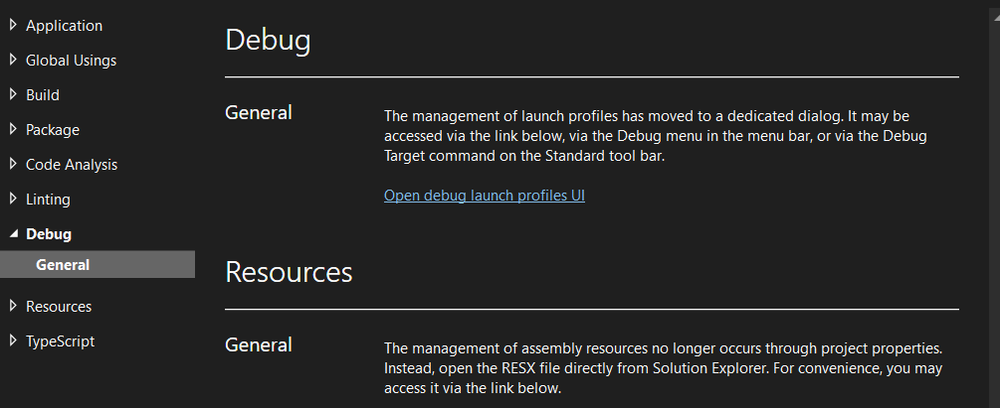 Application
Global Usings
Build
Package
Code Analysis
Linting
Debug
General
Resources
TypeScript
Debug
General
The management of launch profiles has moved to a dedicated dialog. It may be
accessed via the link below, via the Debug menu in the menu bar, or via the Debug
Target command on the Standard tool bar.
Open debug launch profiles UI
Resources
General
The management of assembly resources no longer occurs through project properties.
Instead, open the RESX file directly from Solution Explorer. For convenience, you may
access it via the link below.